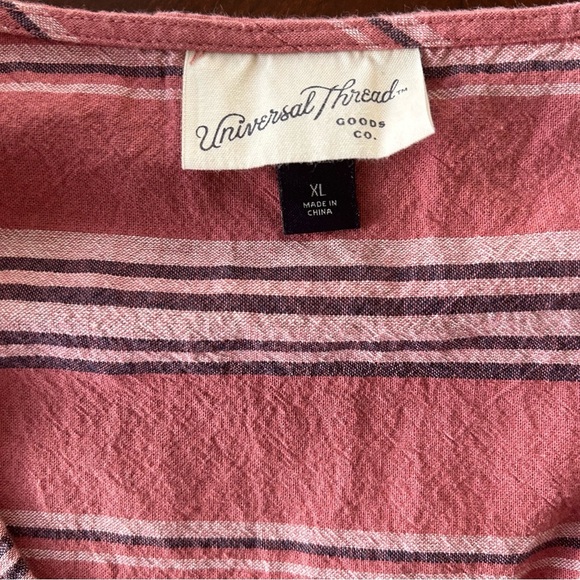 Universal Thread™
GOODS
CO.
XL
MADE IN
CHINA